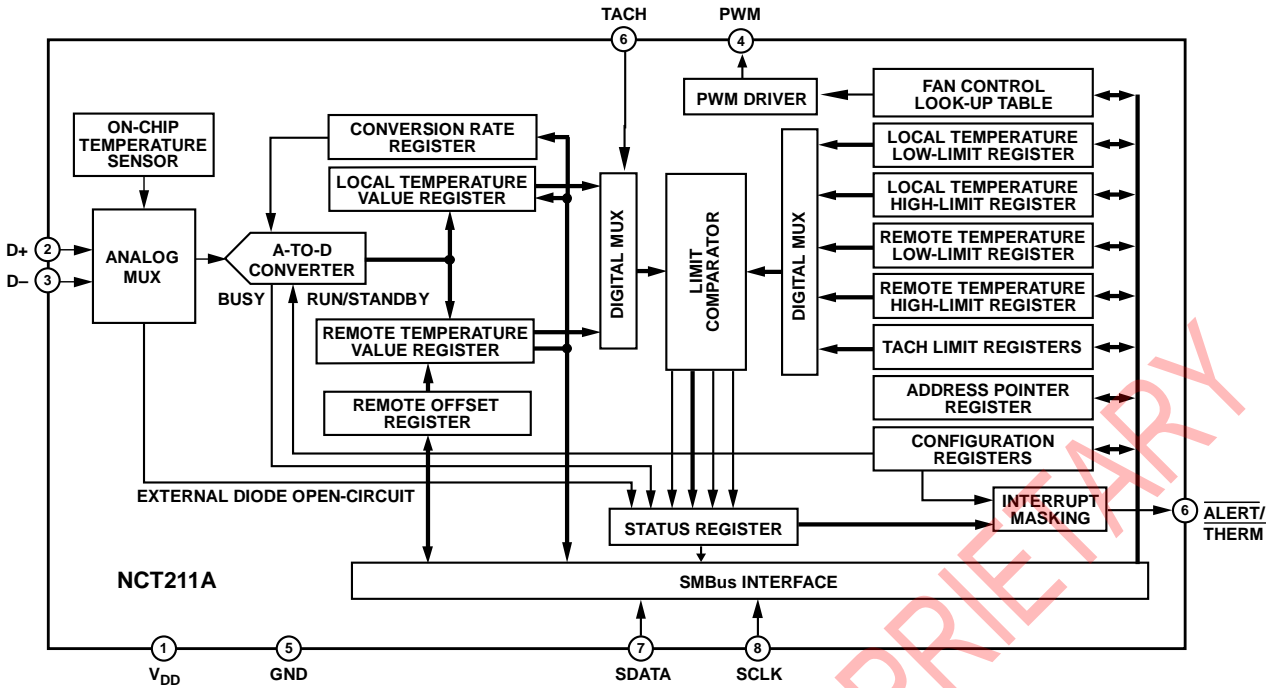 TACH
PWM
6
4
PWM DRIVER
FAN CONTROL
LOOK-UP TABLE
ON-CHIP
TEMPERATURE
SENSOR
CONVERSION RATE
REGISTER
LOCAL TEMPERATURE
LOW-LIMIT REGISTER
LOCAL TEMPERATURE
VALUE REGISTER
LOCAL TEMPERATURE
HIGH-LIMIT REGISTER
D+ 2
D– 3
ANALOG
MUX
A-TO-D
CONVERTER
BUSY
RUN/STANDBY
DIGITAL MUX
LIMIT
COMPARATOR
DIGITAL MUX
REMOTE TEMPERATURE
LOW-LIMIT REGISTER
REMOTE TEMPERATURE
HIGH-LIMIT REGISTER
REMOTE TEMPERATURE
VALUE REGISTER
TACH LIMIT REGISTERS
REMOTE OFFSET
REGISTER
ADDRESS POINTER
REGISTER
CONFIGURATION
REGISTERS
EXTERNAL DIODE OPEN-CIRCUIT
STATUS REGISTER
INTERRUPT
MASKING
6 ALERT/
THERM
NCT211A
SMBus INTERFACE
1
5
7
8
VDD
GND
SDATA
SCLK
PRIETARY